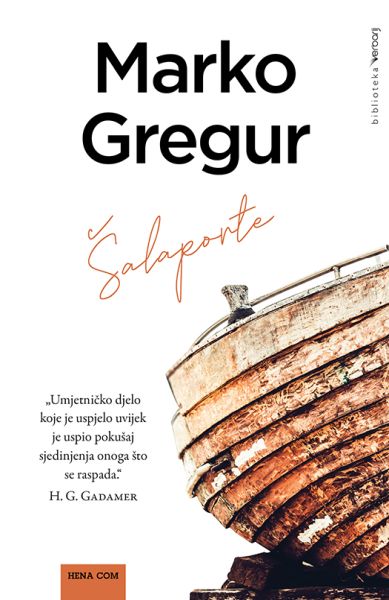 biblioteka verbarij
Marko
Gregur
Šalaporte
„Umjetničko djelo
koje je uspjelo uvijek
je uspio pokušaj
sjedinjenja onoga što
se raspada.“
H. G. Gadamer
HENA COM